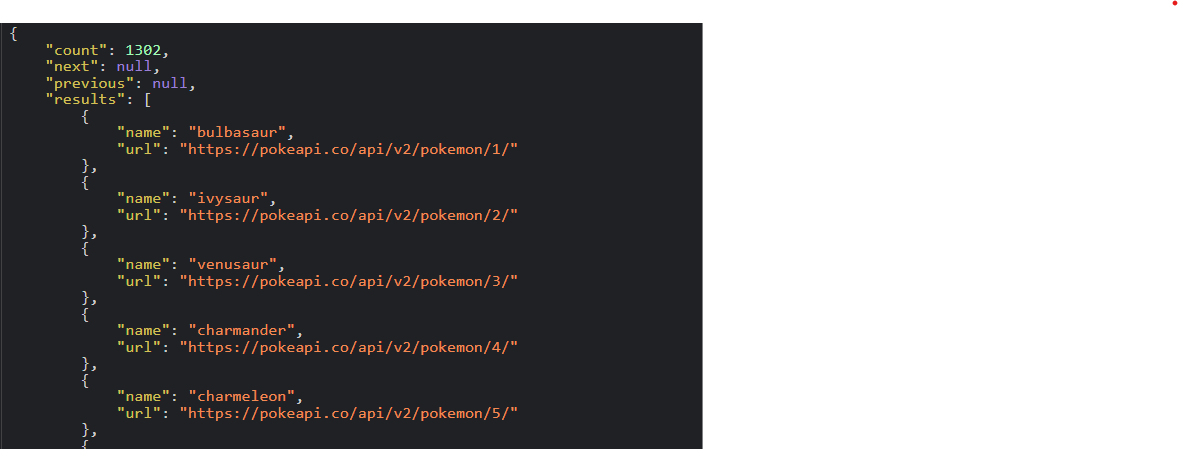 {
    "count": 1302,
    "next": null,
    "previous": null,
    "results": [
        {
            "name": "bulbasaur",
            "url": "https://pokeapi.co/api/v2/pokemon/1/"
        },
        {
            "name": "ivysaur",
            "url": "https://pokeapi.co/api/v2/pokemon/2/"
        },
        {
            "name": "venusaur",
            "url": "https://pokeapi.co/api/v2/pokemon/3/"
        },
        {
            "name": "charmander",
            "url": "https://pokeapi.co/api/v2/pokemon/4/"
        },
        {
            "name": "charmeleon",
            "url": "https://pokeapi.co/api/v2/pokemon/5/"
        },
        {